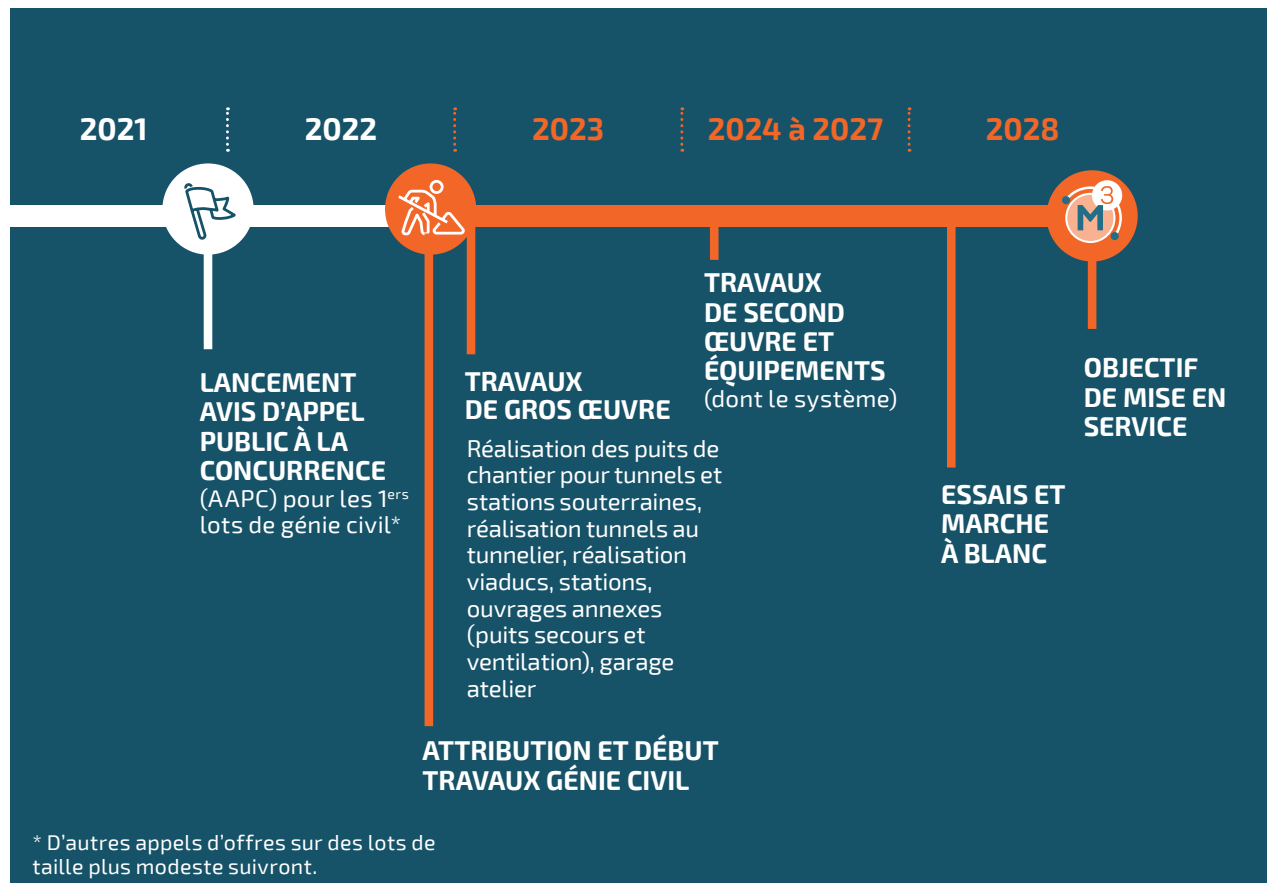 2021
2022
2023
2024 à 2027
2028
M
3
LANCEMENT
AVIS D'APPEL
PUBLIC À LA
CONCURRENCE
(AAPC) pour les 1ers
lots de génie civil*
ATTRIBUTION ET DÉBUT
TRAVAUX GÉNIE CIVIL
TRAVAUX
DE GROS ŒUVRE
Réalisation des puits de
chantier pour tunnels et
stations souterraines,
réalisation tunnels au
tunnelier, réalisation
viaducs, stations,
ouvrages annexes
(puits secours et
ventilation), garage
atelier
TRAVAUX
DE SECOND
ŒUVRE ET
ÉQUIPEMENTS
(dont le système)
ESSAIS ET
MARCHE
À BLANC
OBJECTIF
DE MISE EN
SERVICE
* D'autres appels d'offres sur des lots de
taille plus modeste suivront.